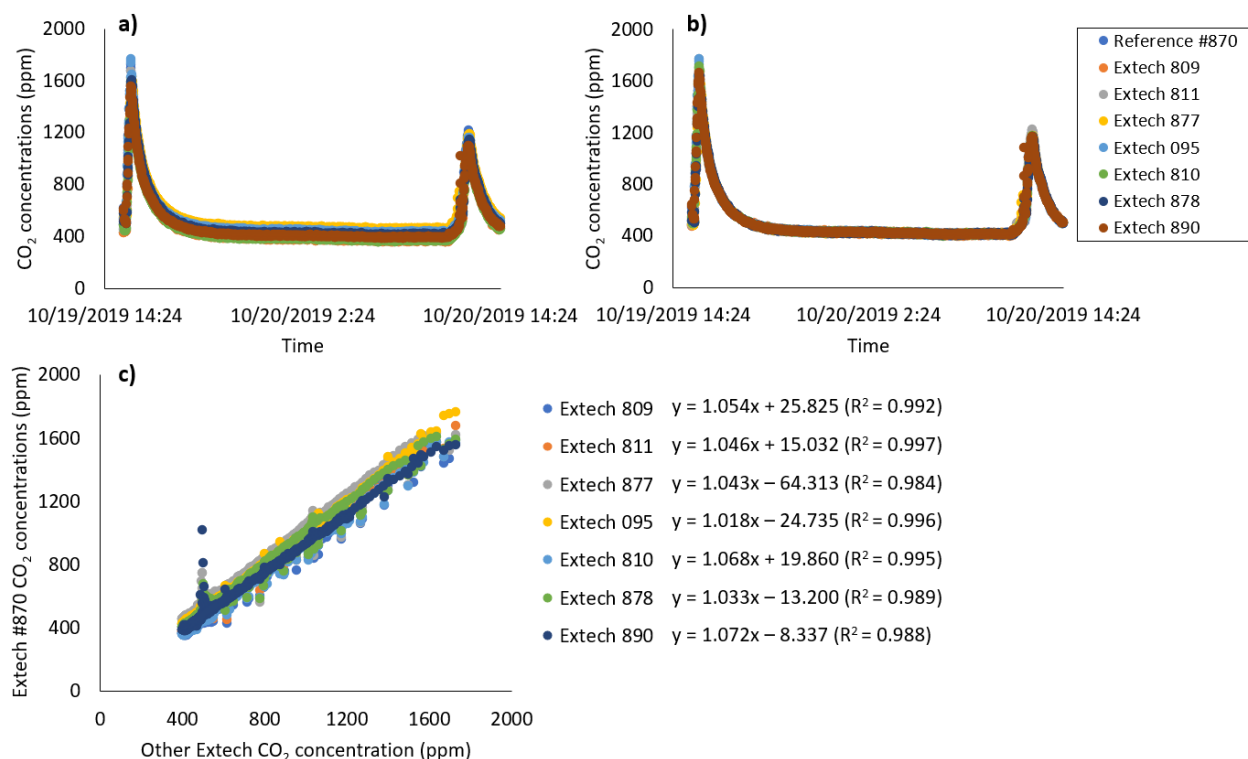 a)
2000
1600
1200
800
400
0
CO₂ concentrations (ppm)
10/19/2019 14:24
10/20/2019 2:24
10/20/2019 14:24
Time
b)
2000
1600
1200
800
400
0
CO₂ concentrations (ppm)
10/19/2019 14:24
10/20/2019 2:24
10/20/2019 14:24
Time
Reference #870
Extech 809
Extech 811
Extech 877
Extech 095
Extech 810
Extech 878
Extech 890
c)
2000
1600
1200
800
400
0
Extech #870 CO₂ concentrations (ppm)
0
400
800
1200
1600
2000
Other Extech CO₂ concentration (ppm)
Extech 809 y = 1.054x + 25.825 (R² = 0.992)
Extech 811 y = 1.046x + 15.032 (R² = 0.997)
Extech 877 y = 1.043x – 64.313 (R² = 0.984)
Extech 095 y = 1.018x – 24.735 (R² = 0.996)
Extech 810 y = 1.068x + 19.860 (R² = 0.995)
Extech 878 y = 1.033x – 13.200 (R² = 0.989)
Extech 890 y = 1.072x – 8.337 (R² = 0.988)